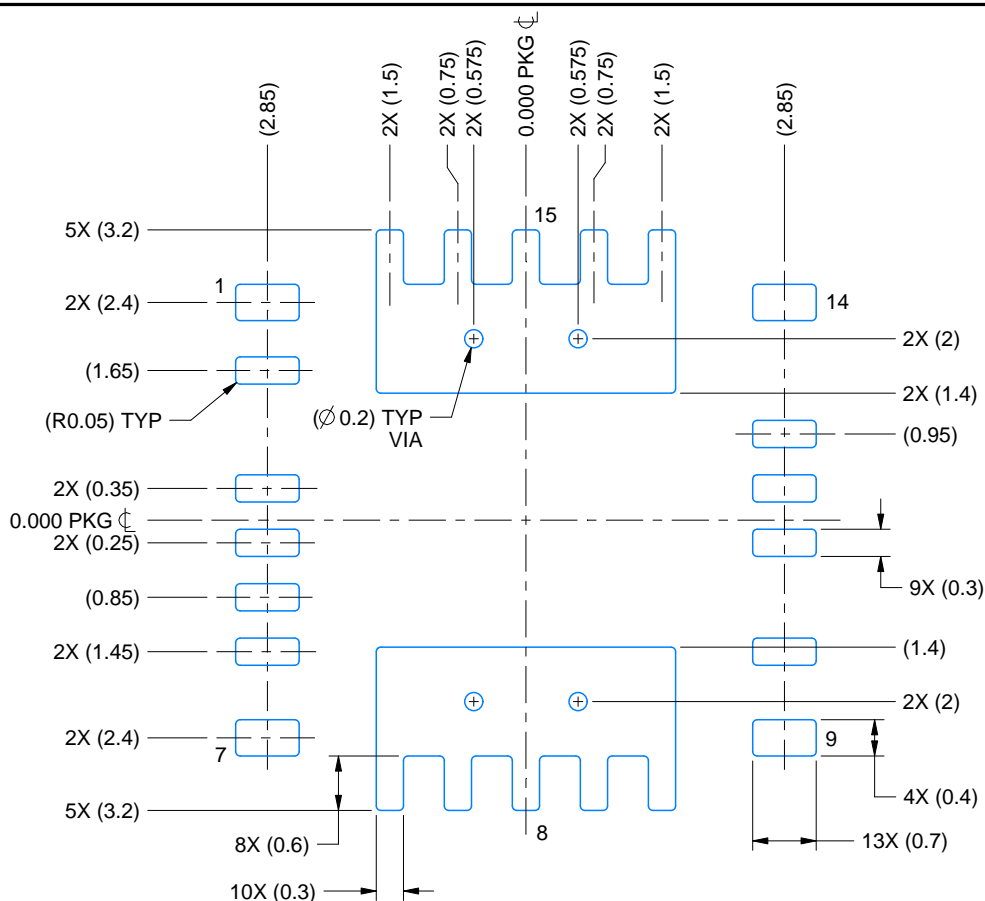 (2.85)
2X (1.5)
2X (0.75)
2X (0.575)
0.000 PKG ℄
2X (0.575)
2X (0.75)
2X (1.5)
(2.85)
15
5X (3.2)
1
2X (2.4)
14
2X (2)
(1.65)
2X (1.4)
(R0.05) TYP
(∅ 0.2) TYP
VIA
(0.95)
2X (0.35)
0.000 PKG ℄
2X (0.25)
9X (0.3)
(0.85)
2X (1.45)
(1.4)
2X (2)
2X (2.4)
7
9
4X (0.4)
5X (3.2)
8
8X (0.6)
13X (0.7)
10X (0.3)